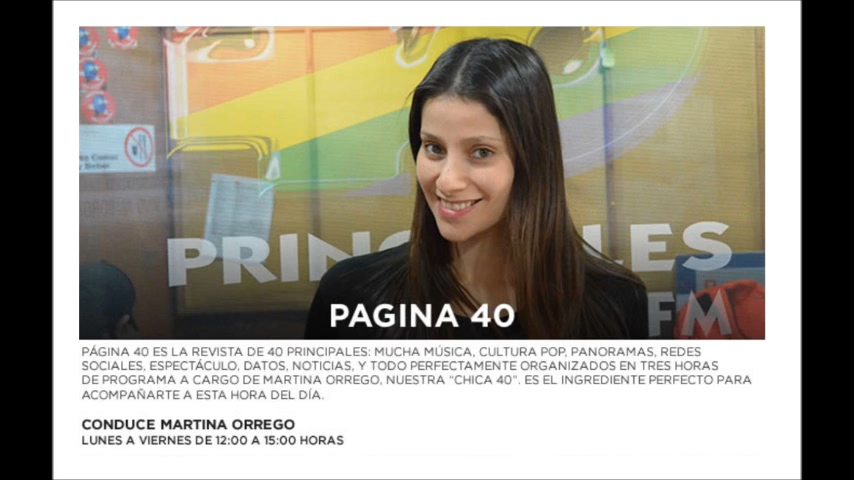 PRINC ALES
FM
PAGINA 40
PÁGINA 40 ES LA REVISTA DE 40 PRINCIPALES: MUCHA MÚSICA, CULTURA POP, PANORAMAS, REDES
SOCIALES, ESPECTÁCULO, DATOS, NOTICIAS, Y TODO PERFECTAMENTE ORGANIZADOS EN TRES HORAS
DE PROGRAMA A CARGO DE MARTINA ORREGO, NUESTRA "CHICA 40". ES EL INGREDIENTE PERFECTO PARA
ACOMPAÑARTE A ESTA HORA DEL DÍA.
CONDUCE MARTINA ORREGO
LUNES A VIERNES DE 12:00 A 15:00 HORAS